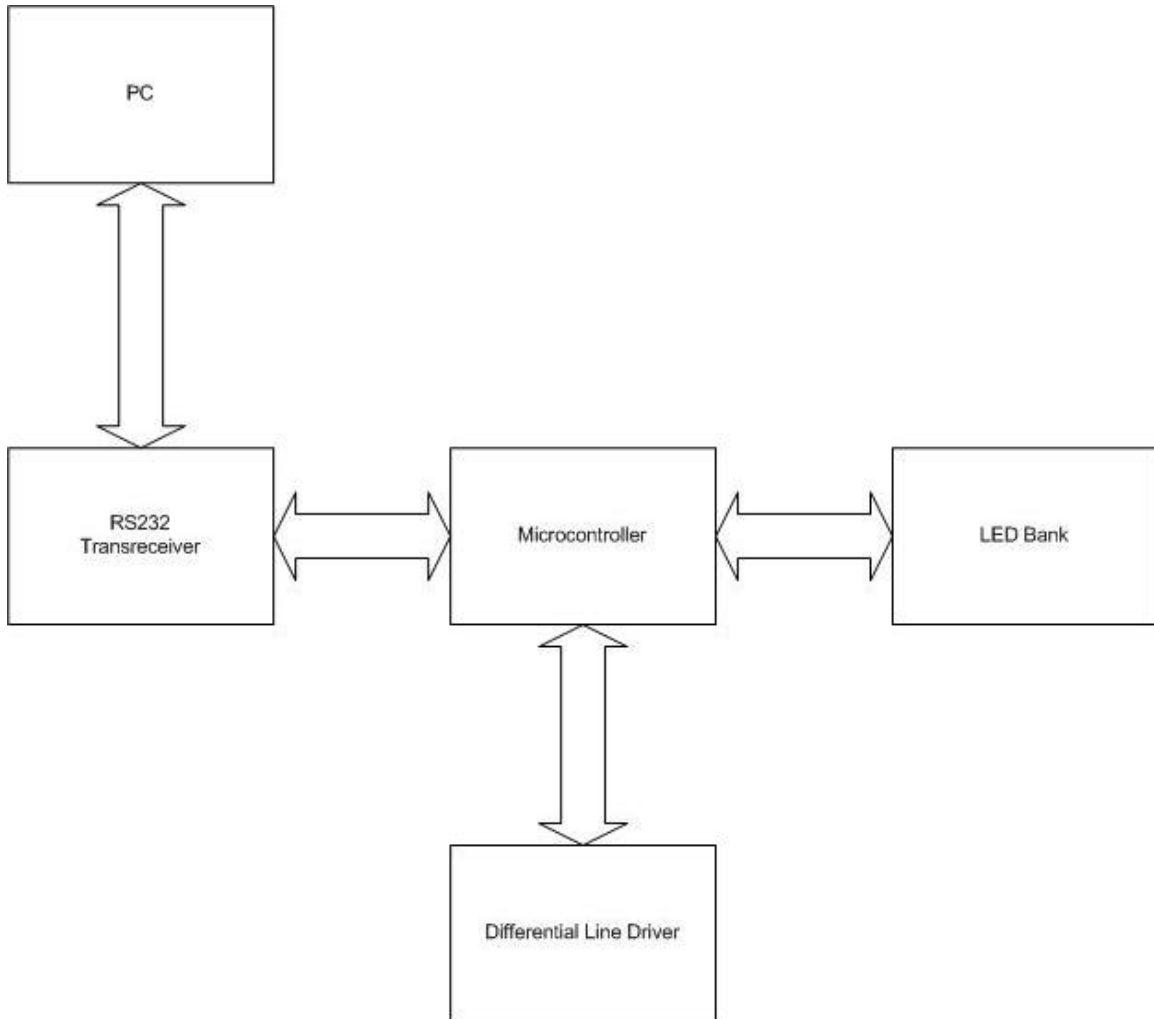 PC
RS232
Transreceiver
Microcontroller
LED Bank
Differential Line Driver